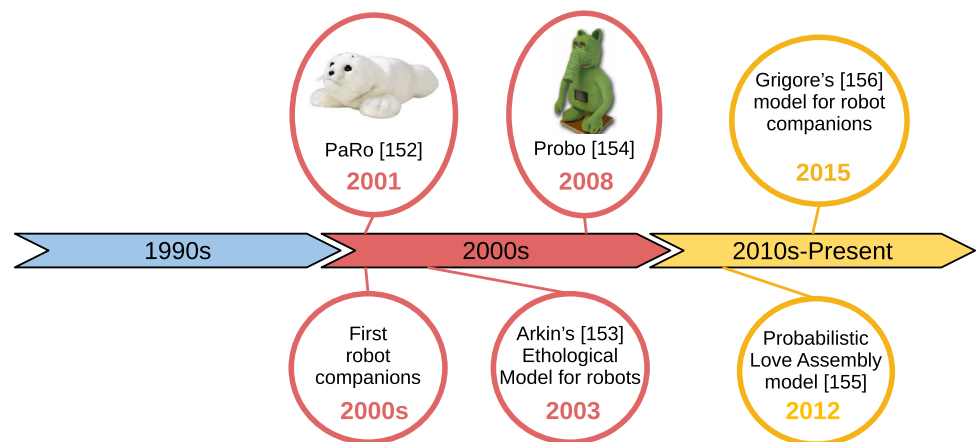 PaRo [152]
2001
Probo [154]
2008
Grigore's [156]
model for robot
companions
2015
1990s
2000s
2010s-Present
First
robot
companions
2000s
Arkin's [153]
Ethological
Model for robots
2003
Probabilistic
Love Assembly
model [155]
2012